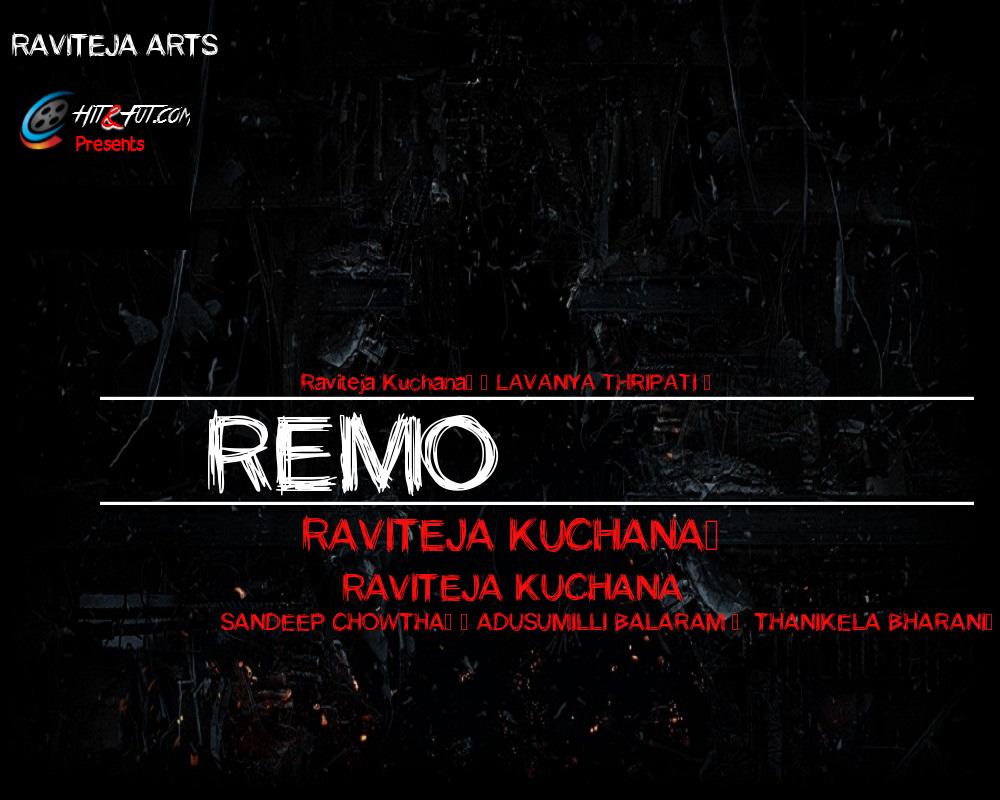 RAVITEJA ARTS
HIT&FUT.COM
Presents
Raviteja Kuchana LAVANYA THRIPATI
REMO
RAVITEJA KUCHANA
RAVITEJA KUCHANA
SANDEEP CHOWTHA ADUSUMILLI BALARAM THANIKELA BHARANI